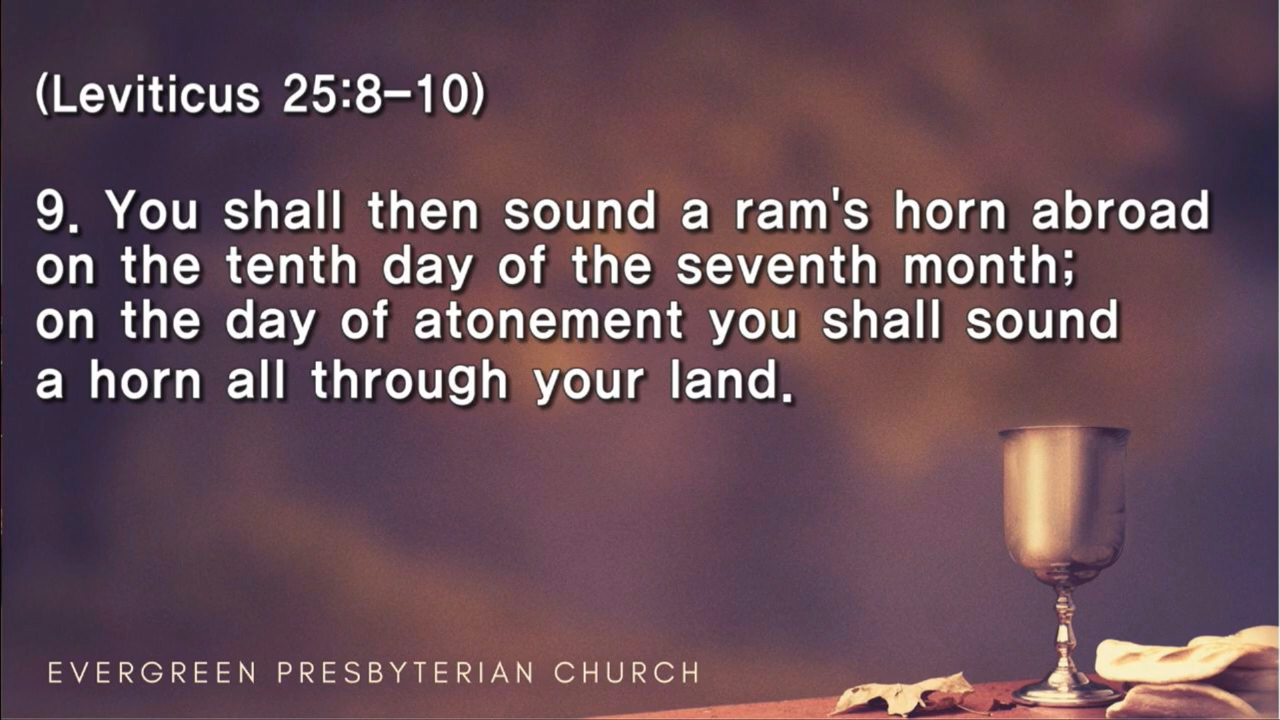 (Leviticus 25:8–10)
9. You shall then sound a ram's horn abroad
on the tenth day of the seventh month;
on the day of atonement you shall sound
a horn all through your land.
EVERGREEN PRESBYTERIAN CHURCH